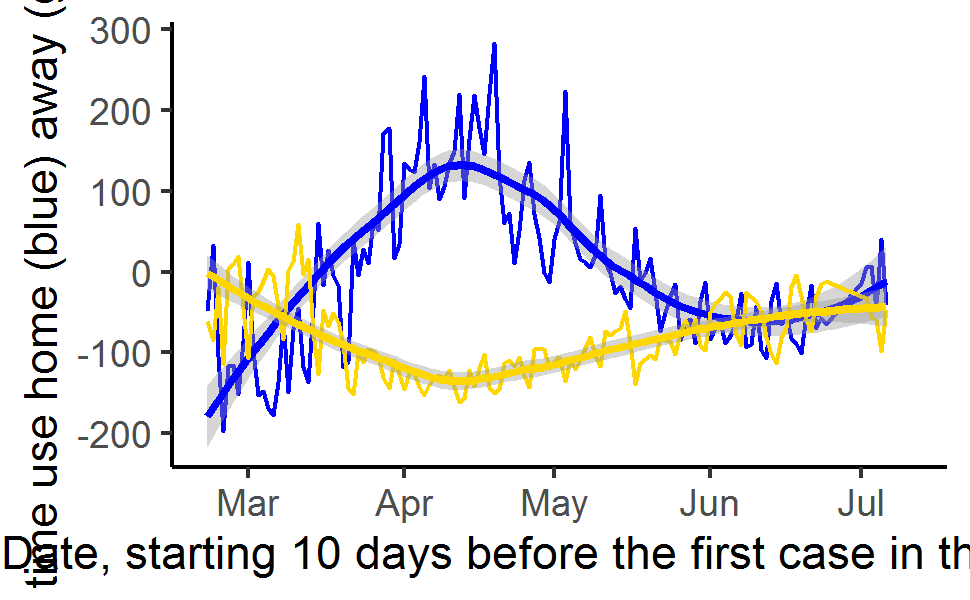 time use home (blue) away (
300
200
100
0
-100
-200
Mar Apr May Jun Jul
Date, starting 10 days before the first case in th